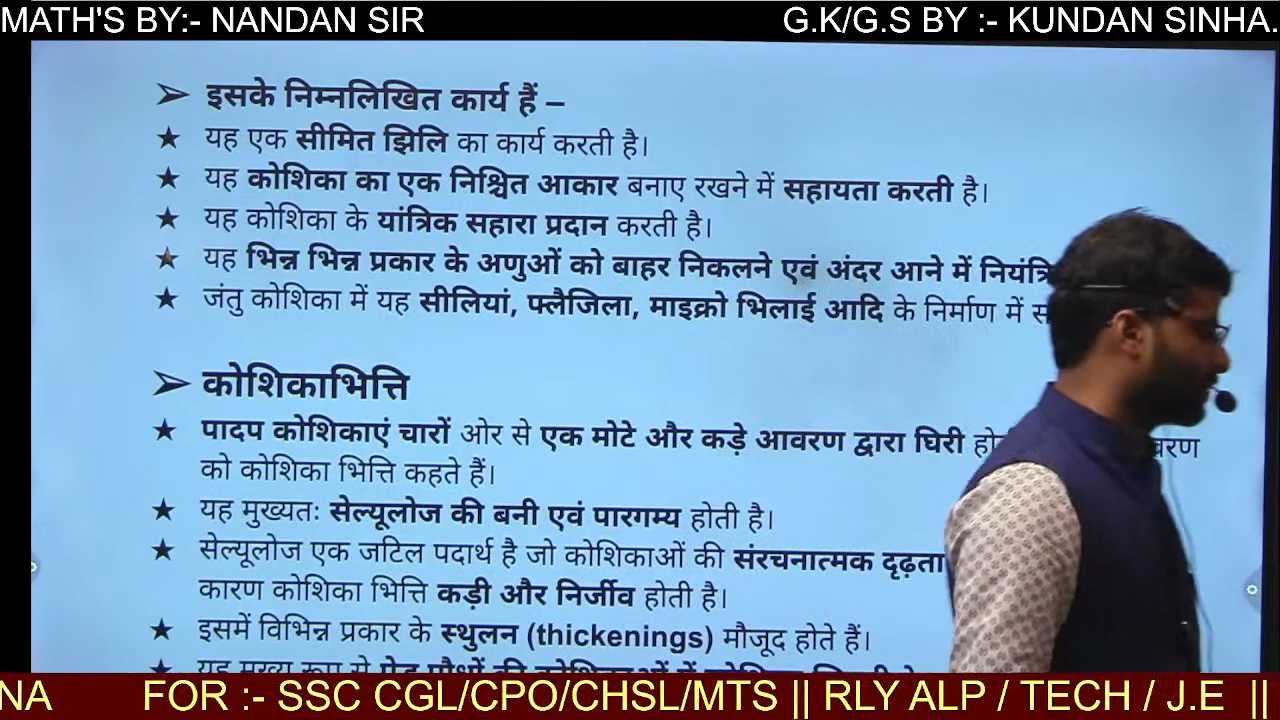 MATH'S BY:- NANDAN SIR
G.K/G.S BY :- KUNDAN SINHA.
➢ इसके निम्नलिखित कार्य हैं –
★ यह एक सीमित झिलि का कार्य करती है।
★ यह कोशिका का एक निश्चित आकार बनाए रखने में सहायता करती है।
★ यह कोशिका के यांत्रिक सहारा प्रदान करती है।
★ यह भिन्न भिन्न प्रकार के अणुओं को बाहर निकलने एवं अंदर आने में
★ जंतु कोशिका में यह सीलियां, फ्लैजिला, माइक्रो भिलाई आदि के निर्माण में
➢ कोशिकाभित्ति
★ पादप कोशिकाएं चारों ओर से एक मोटे और कड़े आवरण द्वारा घिरी
को कोशिका भित्ति कहते हैं।
★ यह मुख्यतः सेल्यूलोज की बनी एवं पारगम्य होती है।
★ सेल्यूलोज एक जटिल पदार्थ है जो कोशिकाओं की संरचनात्मक दृढ़ता
कारण कोशिका भित्ति कड़ी और निर्जीव होती है।
★ इसमें विभिन्न प्रकार के स्थुलन (thickenings) मौजूद होते हैं।
NA FOR :- SSC CGL/CPO/CHSL/MTS || RLY ALP / TECH / J.E ||